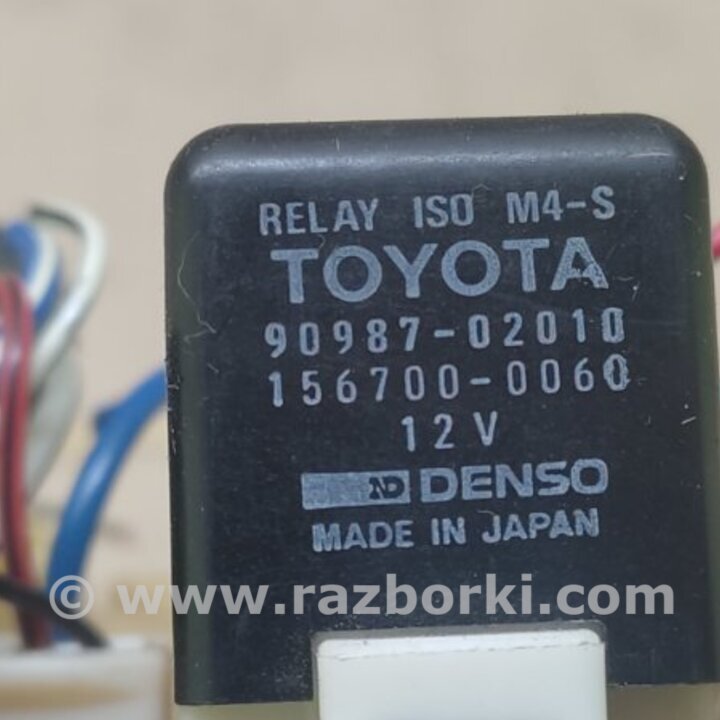 RELAY ISO M4-S
TOYOTA
90987-02010
156700-0060
12V
ND DENSO
MADE IN JAPAN
© www.razborki.com